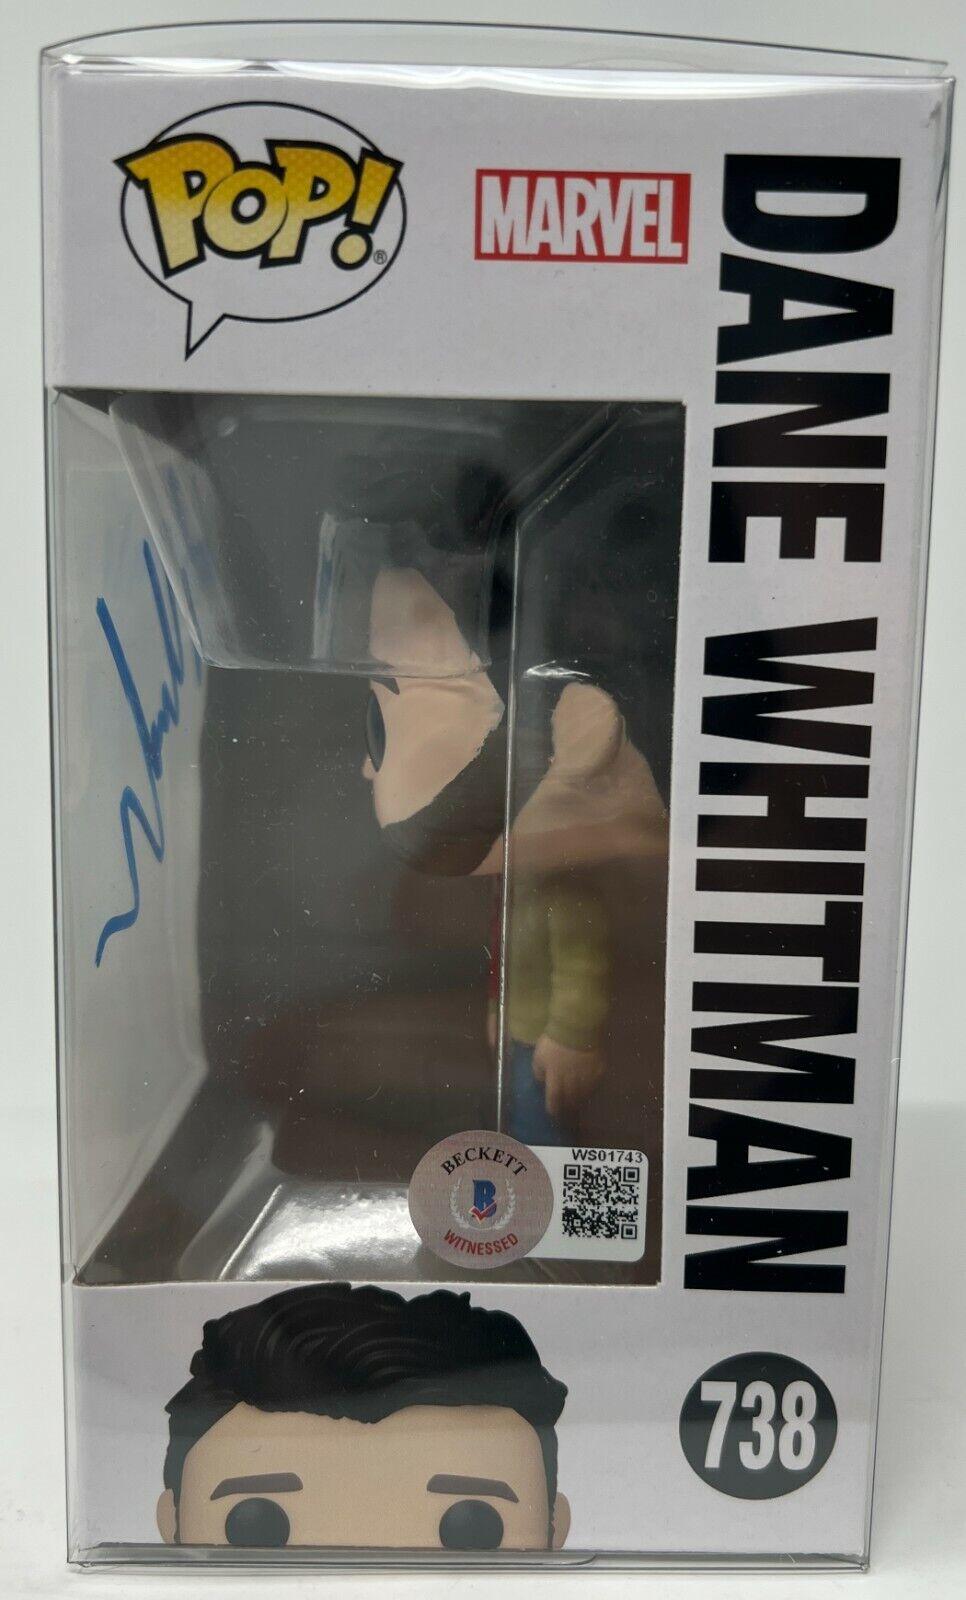 POP!®
MARVEL
DANE WHITMAN
BECKETT
B
WITNESSED
WS01743
738